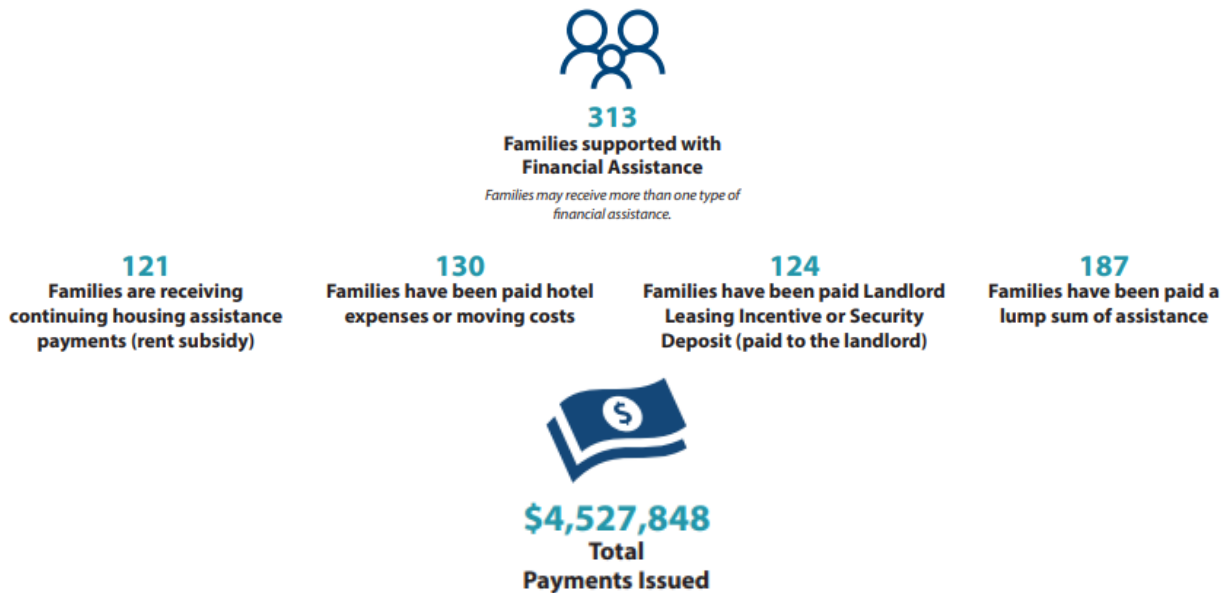 313
Families supported with
Financial Assistance
Families may receive more than one type of
financial assistance.
121
Families are receiving
continuing housing assistance
payments (rent subsidy)
130
Families have been paid hotel
expenses or moving costs
124
Families have been paid Landlord
Leasing Incentive or Security
Deposit (paid to the landlord)
187
Families have been paid a
lump sum of assistance
$
$4,527,848
Total
Payments Issued